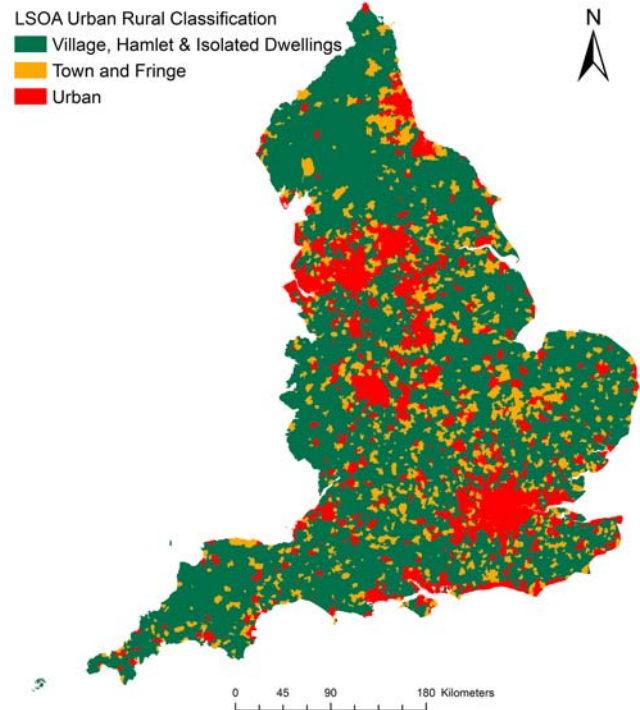 LSOA Urban Rural Classification
Village, Hamlet & Isolated Dwellings
Town and Fringe
Urban
N
0 45 90 180 Kilometers